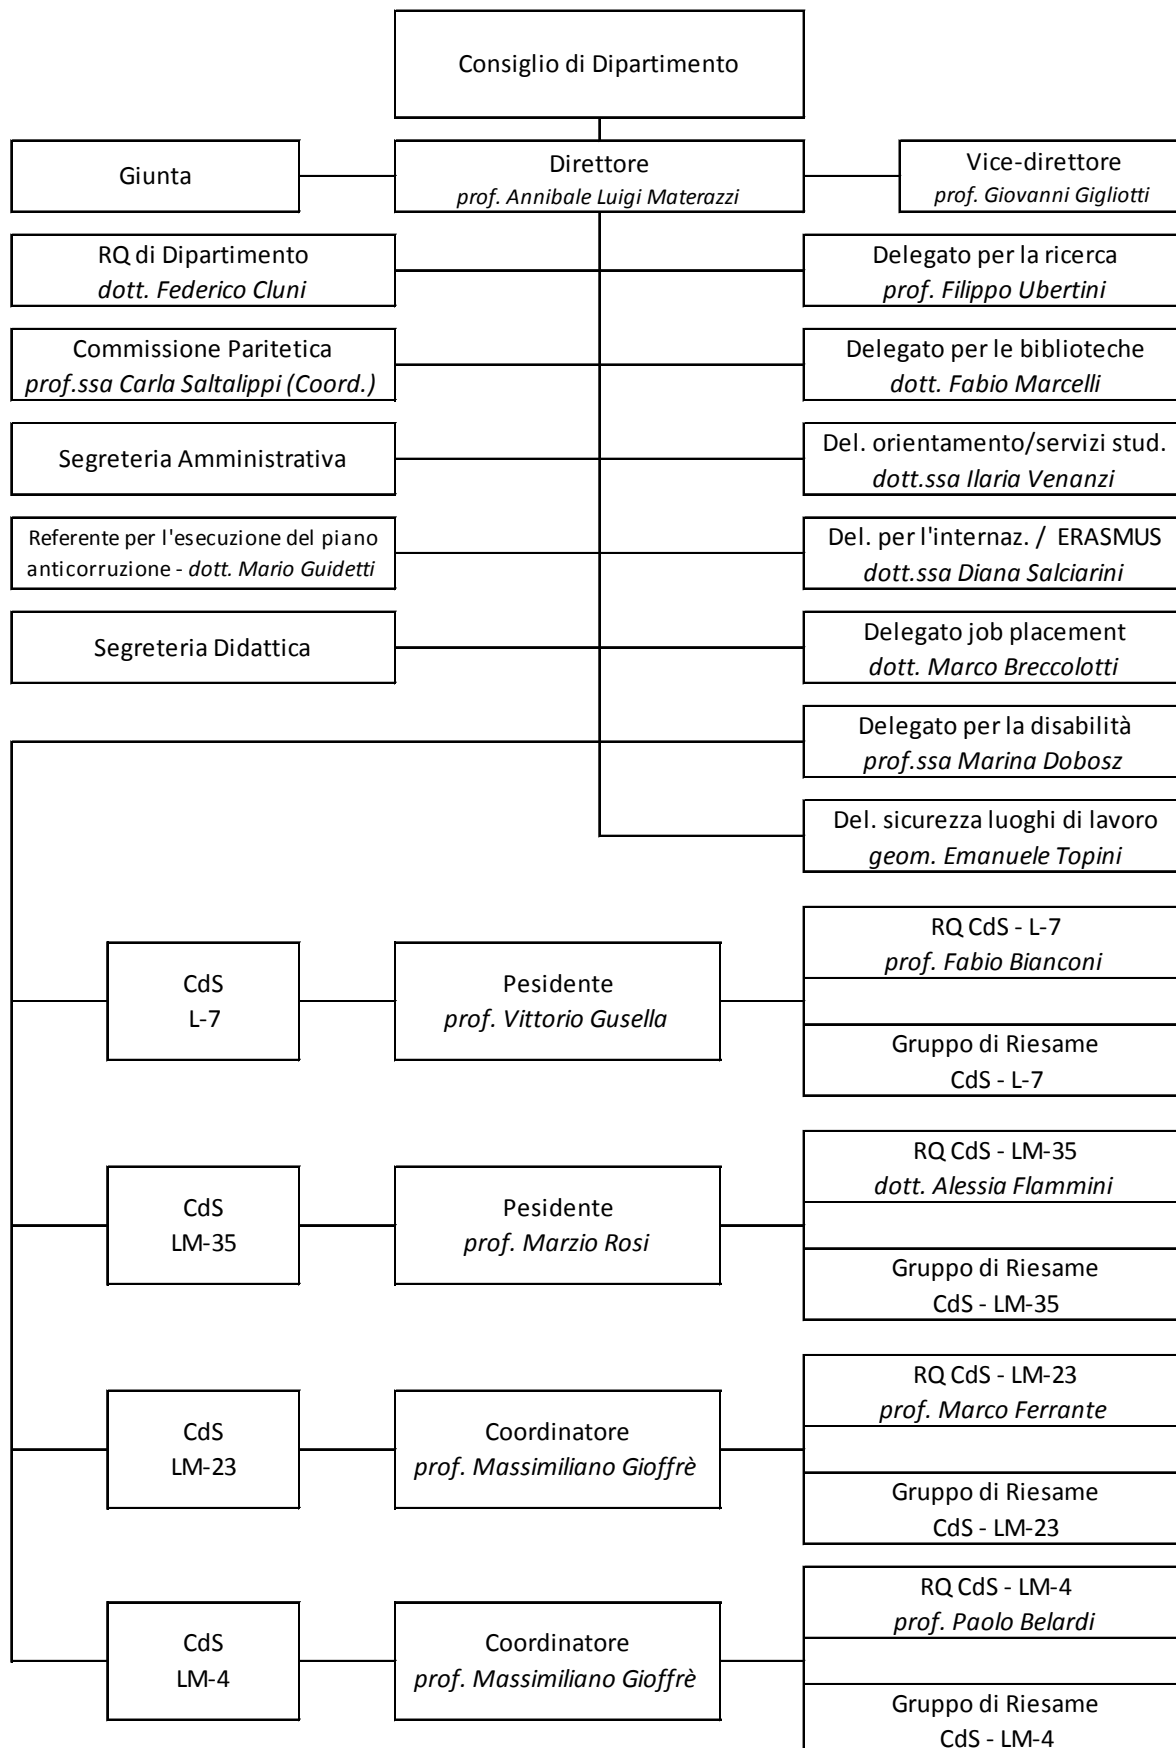 Consiglio di Dipartimento
Giunta
Direttore
prof. Annibale Luigi Materazzi
Vice-direttore
prof. Giovanni Gigliotti
RQ di Dipartimento
dott. Federico Cluni
Delegato per la ricerca
prof. Filippo Ubertini
Commissione Paritetica
prof.ssa Carla Saltalippi (Coord.)
Delegato per le biblioteche
dott. Fabio Marcelli
Segreteria Amministrativa
Del. orientamento/servizi stud.
dott.ssa Ilaria Venanzi
Referente per l'esecuzione del piano
anticorruzione - dott. Mario Guidetti
Del. per l'internaz. / ERASMUS
dott.ssa Diana Salciarini
Segreteria Didattica
Delegato job placement
dott. Marco Breccolotti
Delegato per la disabilità
prof.ssa Marina Dobosz
Del. sicurezza luoghi di lavoro
geom. Emanuele Topini
CdS
L-7
Pesidente
prof. Vittorio Gusella
RQ CdS - L-7
prof. Fabio Bianconi
Gruppo di Riesame
CdS - L-7
CdS
LM-35
Pesidente
prof. Marzio Rosi
RQ CdS - LM-35
dott. Alessia Flammini
Gruppo di Riesame
CdS - LM-35
CdS
LM-23
Coordinatore
prof. Massimiliano Gioffrè
RQ CdS - LM-23
prof. Marco Ferrante
Gruppo di Riesame
CdS - LM-23
CdS
LM-4
Coordinatore
prof. Massimiliano Gioffrè
RQ CdS - LM-4
prof. Paolo Belardi
Gruppo di Riesame
CdS - LM-4